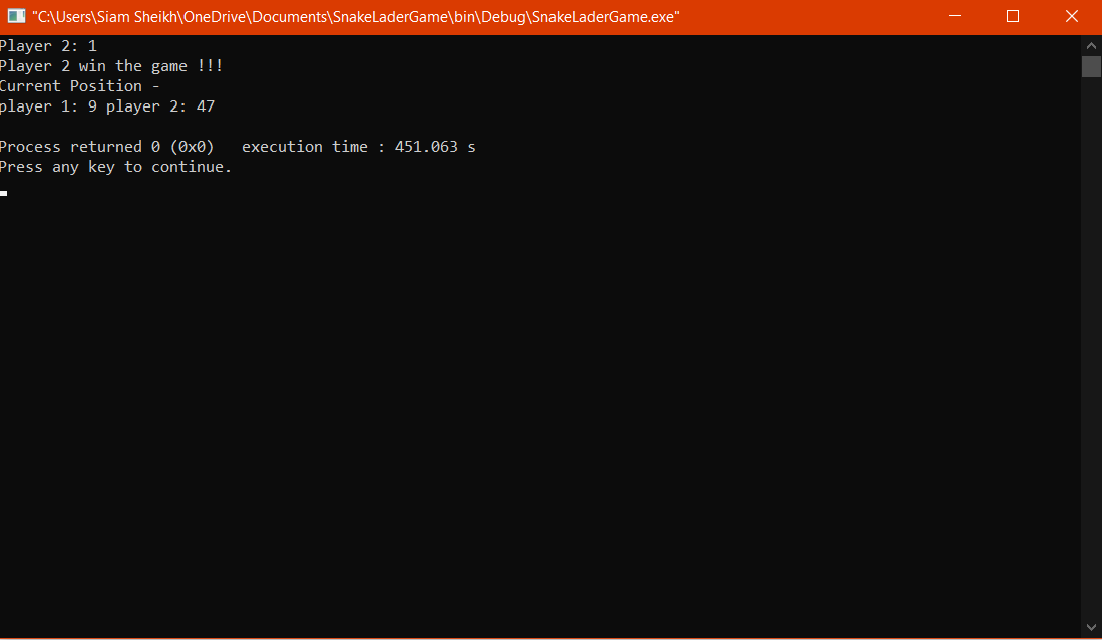 "C:\Users\Siam Sheikh\OneDrive\Documents\SnakeLaderGame\bin\Debug\SnakeLaderGame.exe"
Player 2: 1
Player 2 win the game !!!
Current Position -
player 1: 9 player 2: 47
Process returned 0 (0x0)   execution time : 451.063 s
Press any key to continue.